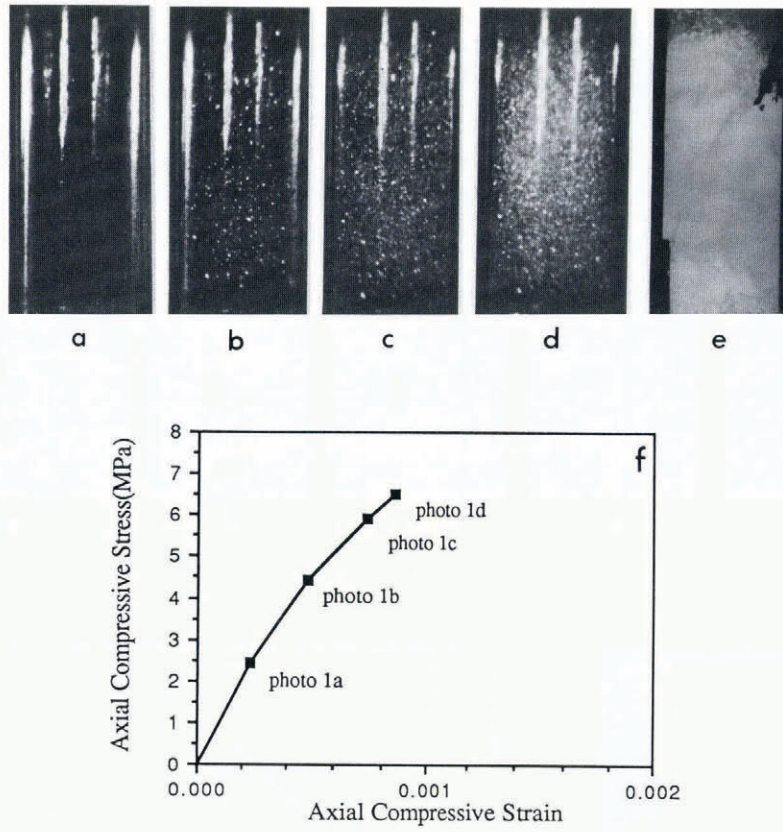 a b c d e
f
Axial Compressive Stress(MPa)
8
7
6
5
4
3
2
1
0
photo 1d
photo 1c
photo 1b
photo 1a
0.000 0.001 0.002
Axial Compressive Strain